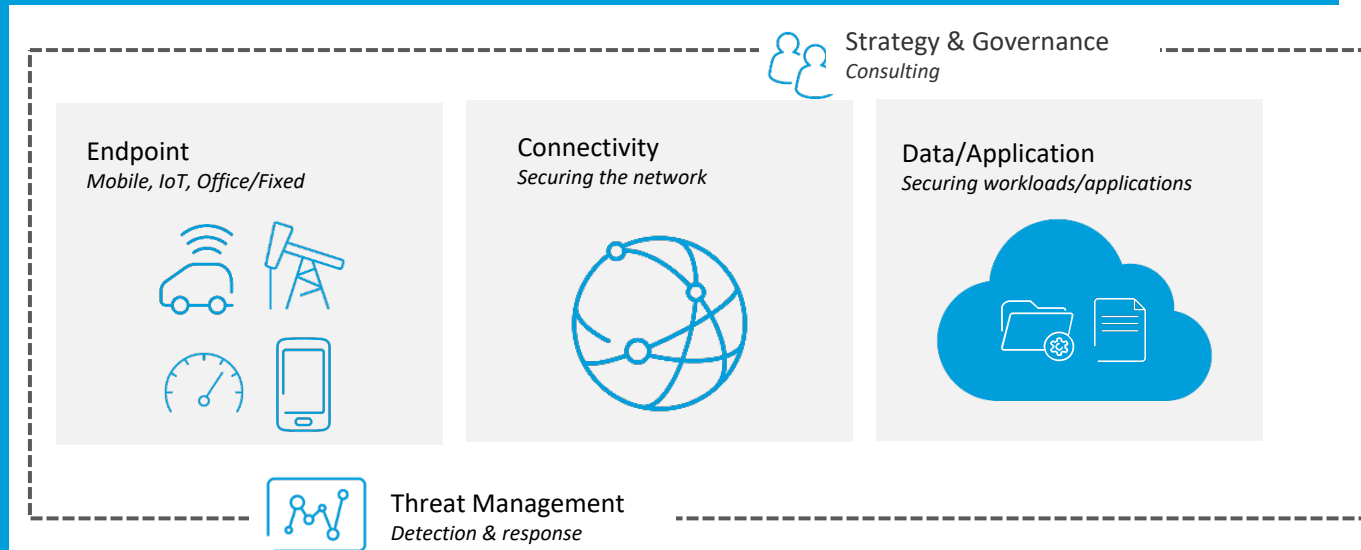 Strategy & Governance
Consulting
Endpoint
Mobile, IoT, Office/Fixed
Connectivity
Securing the network
Data/Application
Securing workloads/applications
Threat Management
Detection & response